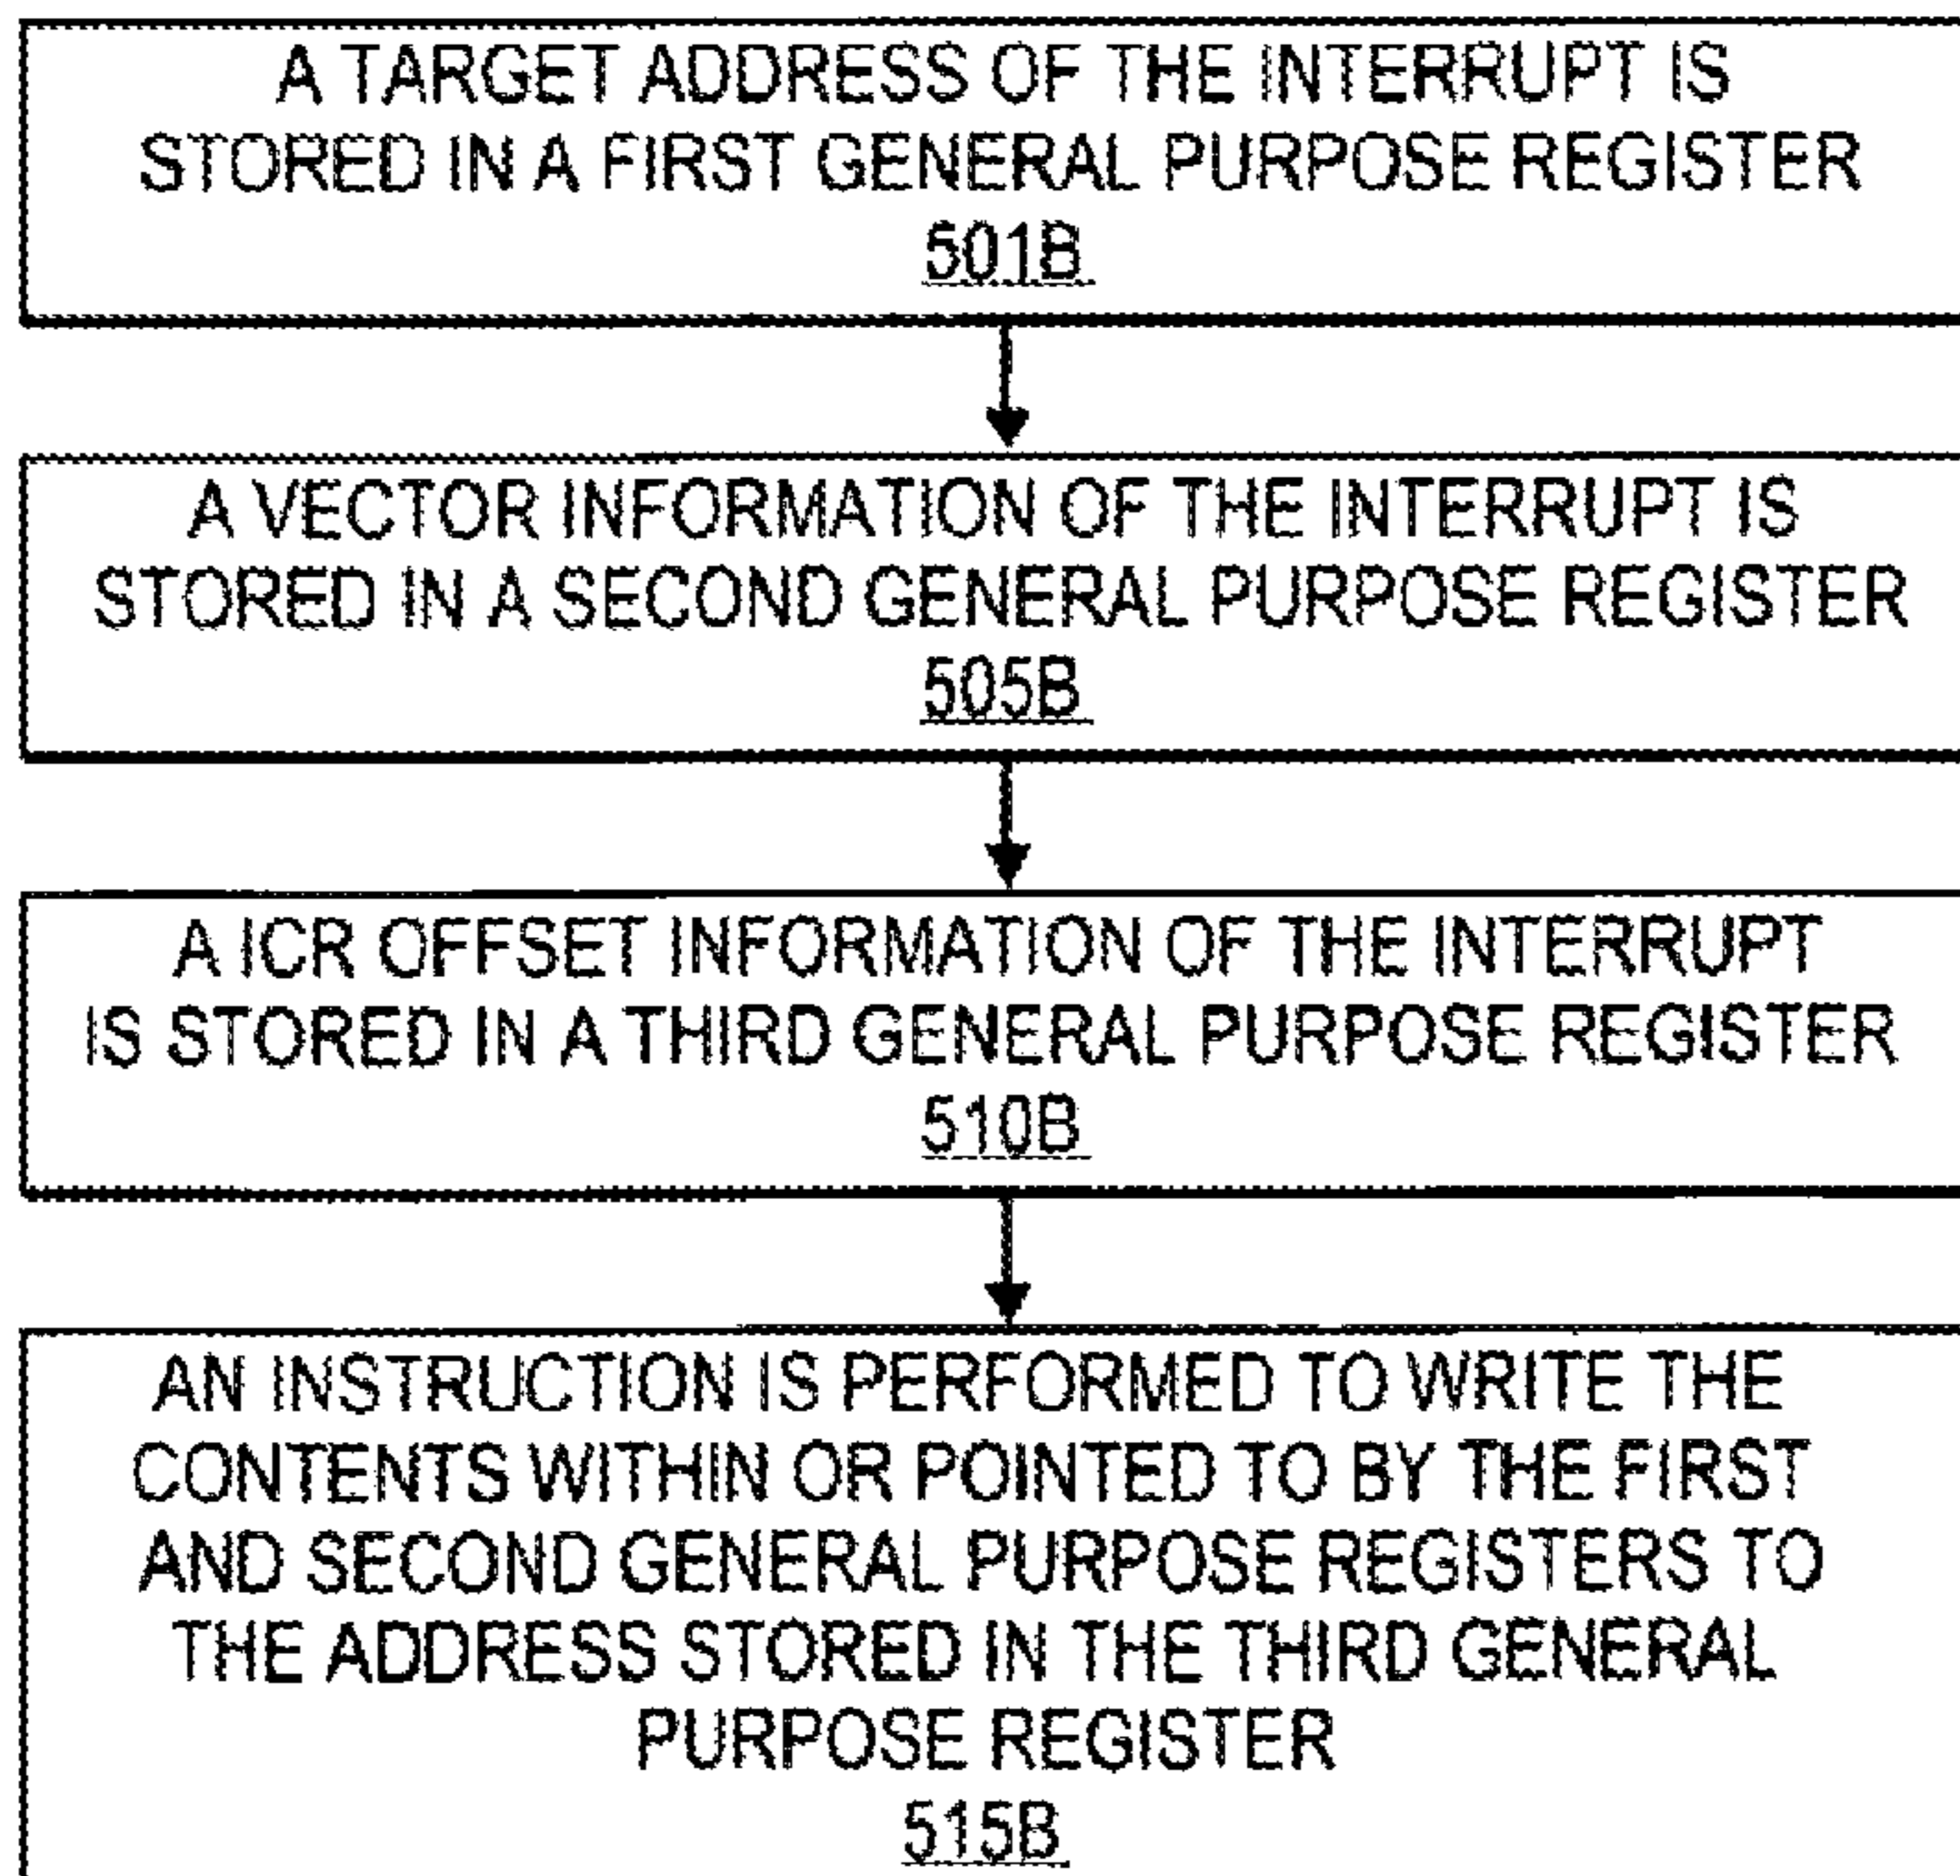 A TARGET ADDRESS OF THE INTERRUPT IS
STORED IN A FIRST GENERAL PURPOSE REGISTER
501B
A VECTOR INFORMATION OF THE INTERRUPT IS
STORED IN A SECOND GENERAL PURPOSE REGISTER
505B
A ICR OFFSET INFORMATION OF THE INTERRUPT
IS STORED IN A THIRD GENERAL PURPOSE REGISTER
510B
AN INSTRUCTION IS PERFORMED TO WRITE THE
CONTENTS WITHIN OR POINTED TO BY THE FIRST
AND SECOND GENERAL PURPOSE REGISTERS TO
THE ADDRESS STORED IN THE THIRD GENERAL
PURPOSE REGISTER
515B